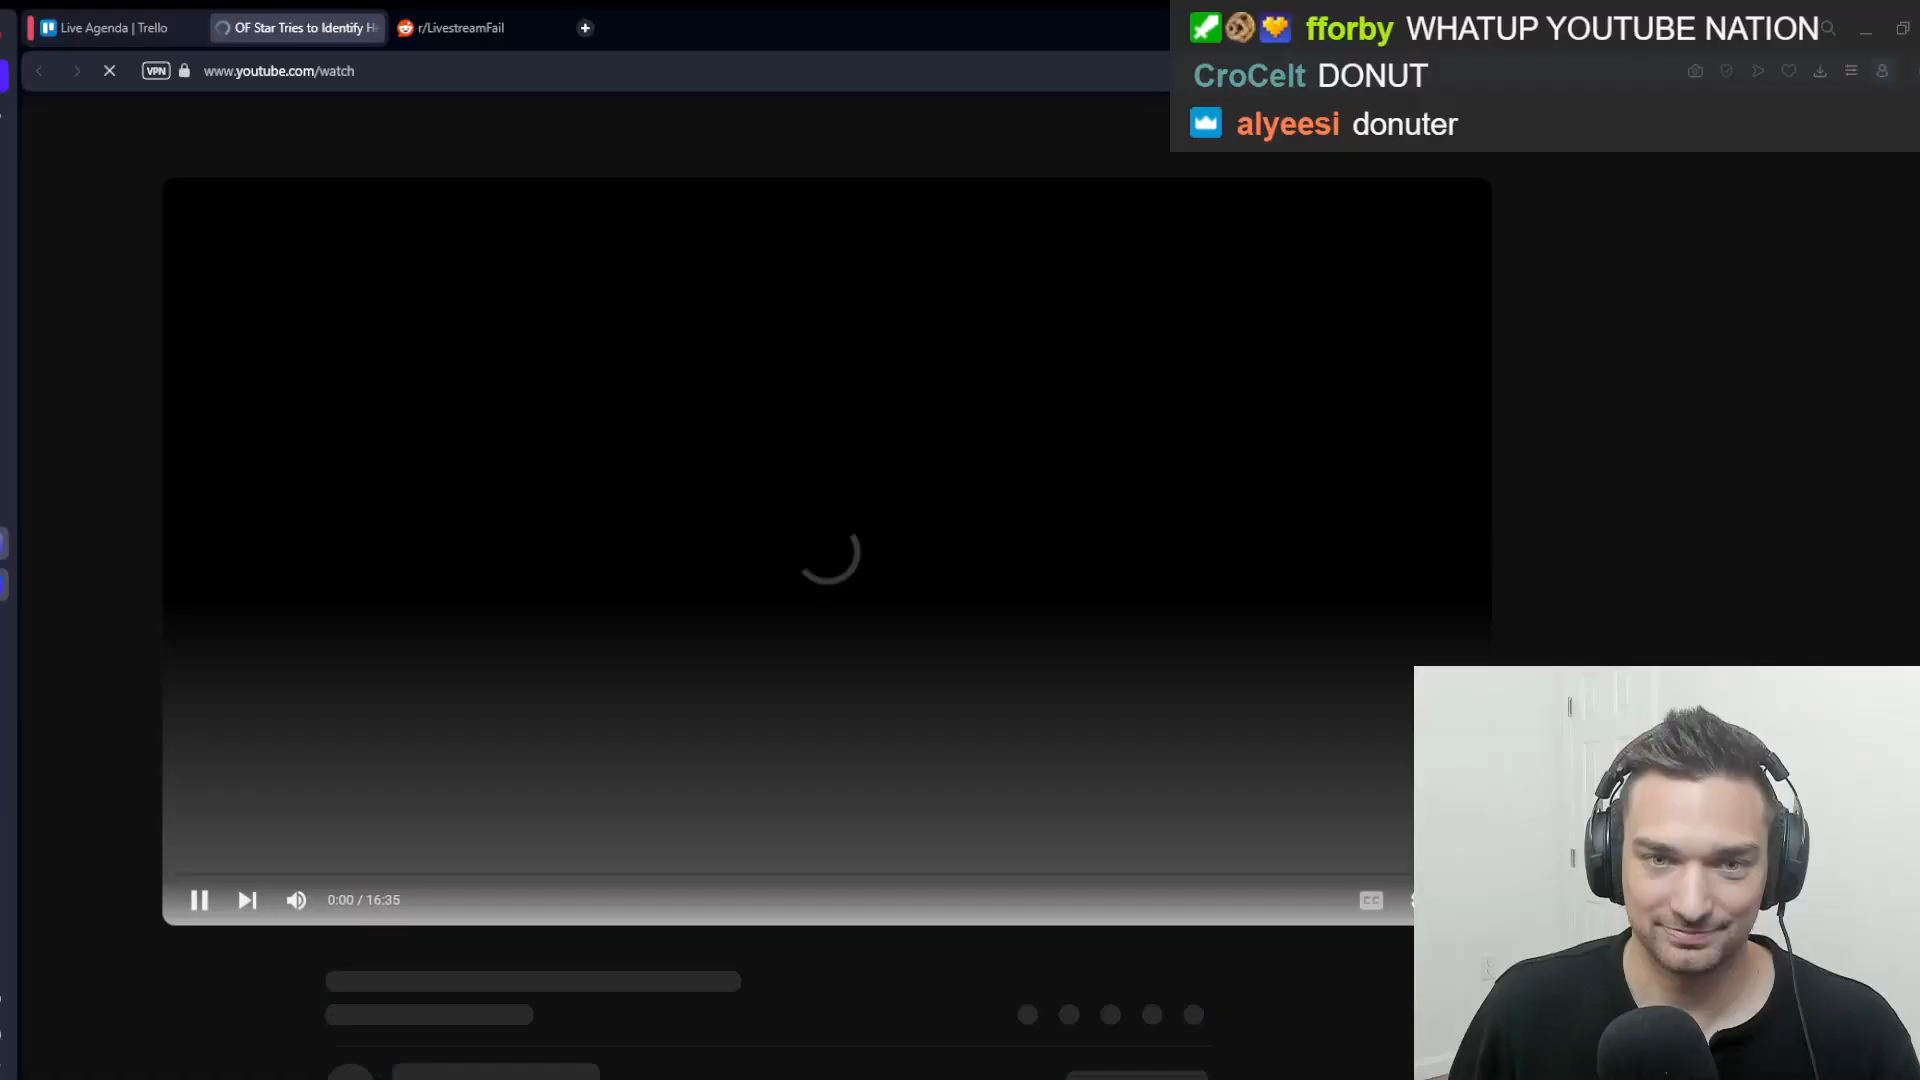 Live Agenda | Trello
OF Star Tries to Identify H
r/LivestreamFail
VPN
www.youtube.com/watch
fforby WHATUP YOUTUBE NATION
CroCelt DONUT
alyeesi donuter
0:00 / 16:35
CC